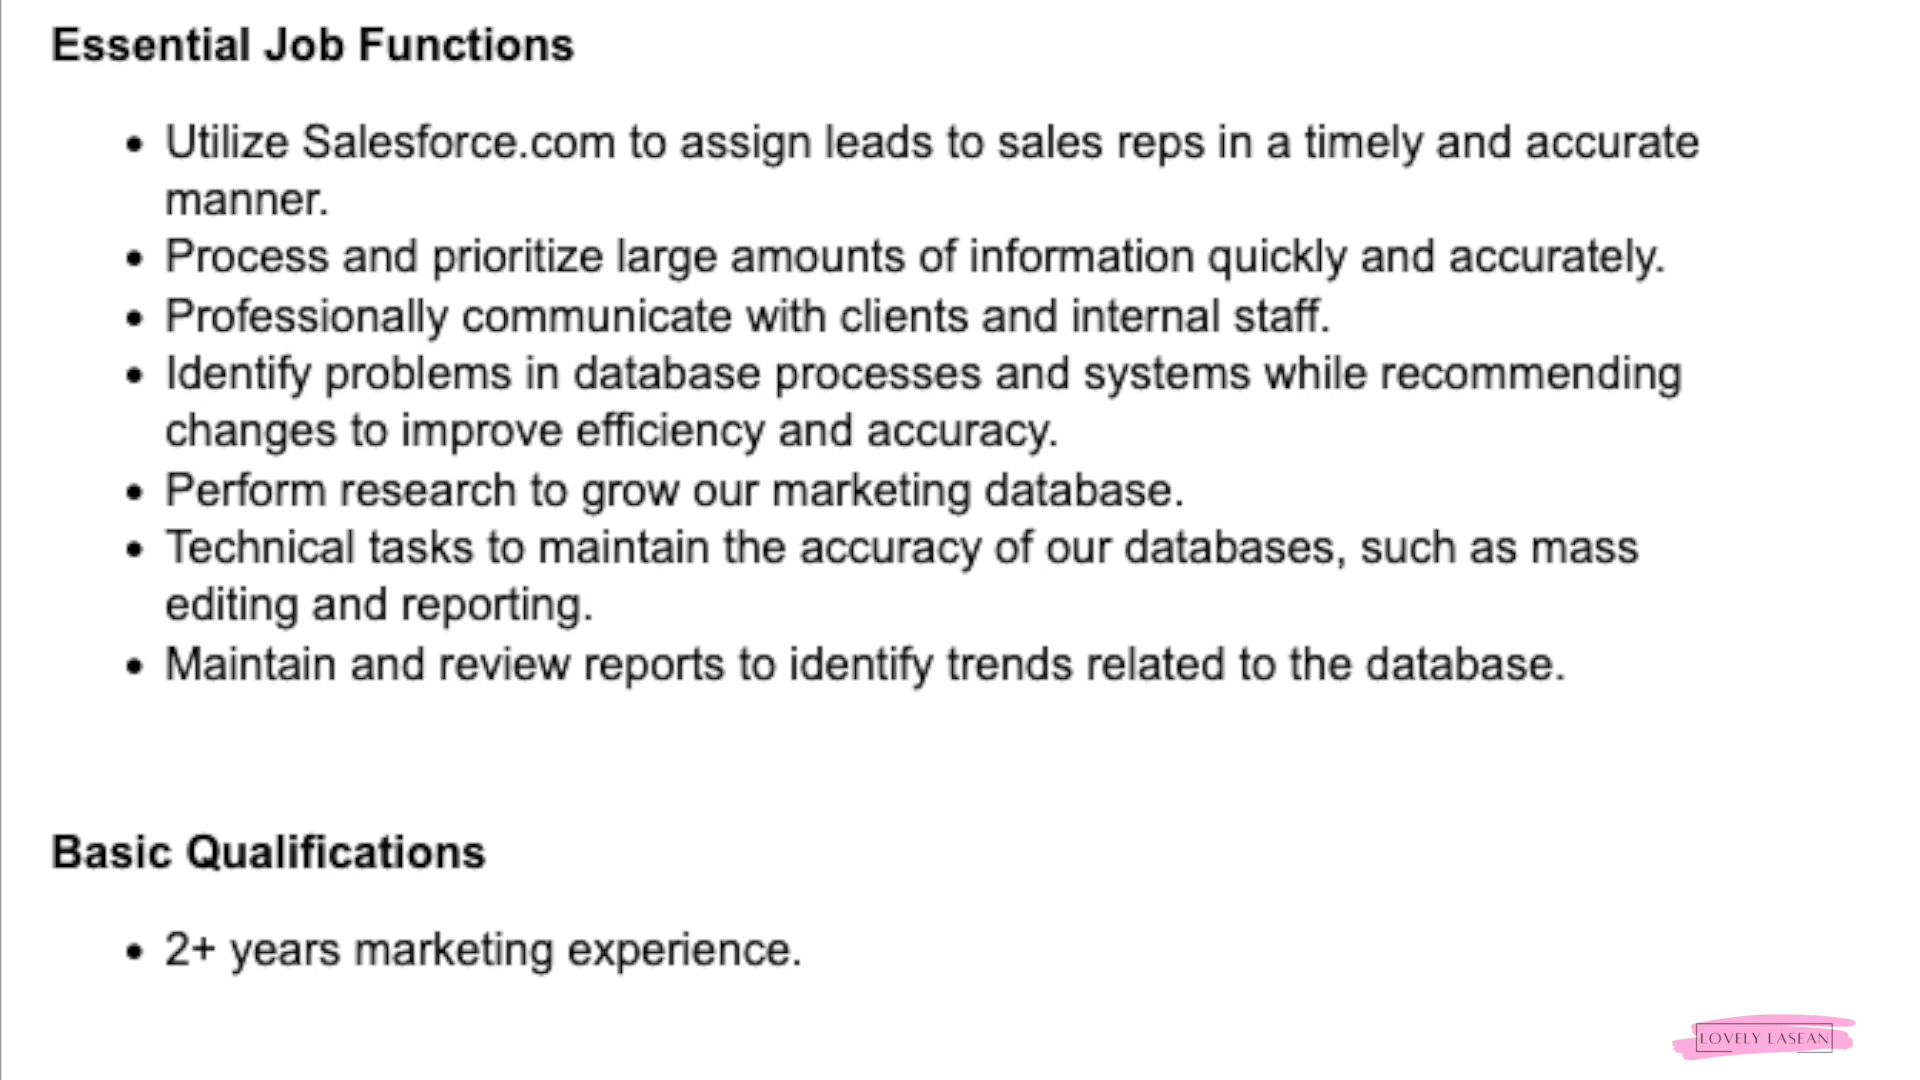 Essential Job Functions
• Utilize Salesforce.com to assign leads to sales reps in a timely and accurate
manner.
• Process and prioritize large amounts of information quickly and accurately.
• Professionally communicate with clients and internal staff.
• Identify problems in database processes and systems while recommending
changes to improve efficiency and accuracy.
• Perform research to grow our marketing database.
• Technical tasks to maintain the accuracy of our databases, such as mass
editing and reporting.
• Maintain and review reports to identify trends related to the database.
Basic Qualifications
• 2+ years marketing experience.
LOVELY LASEAN